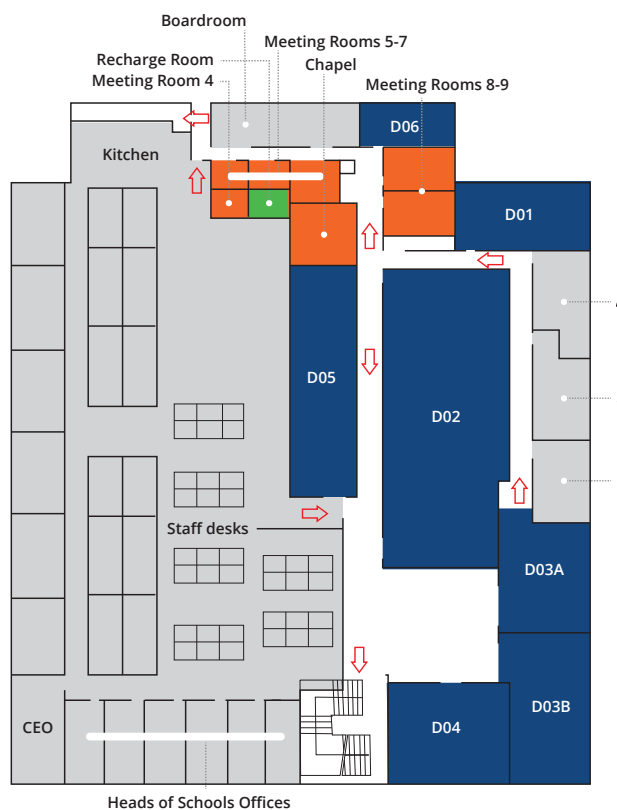 Boardroom
Recharge Room
Meeting Rooms 5-7
Meeting Room 4
Chapel
Meeting Rooms 8-9
D06
Kitchen
D01
D05
D02
Staff desks
D03A
D03B
CEO
D04
Heads of Schools Offices